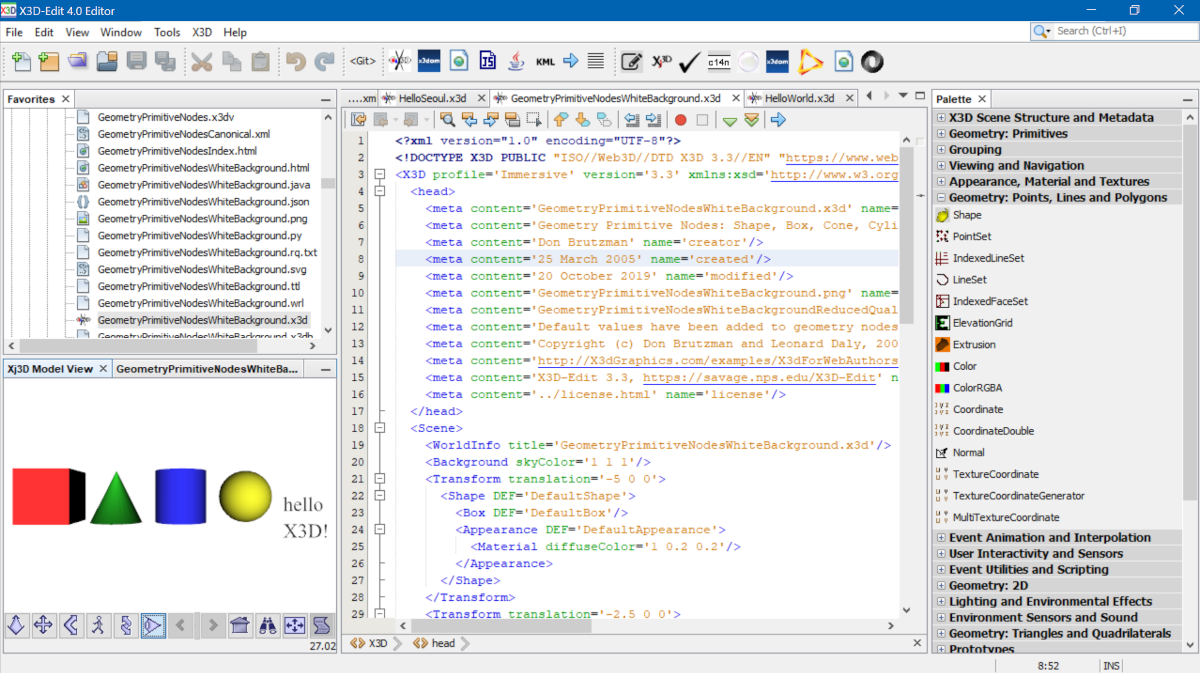 X3D X3D-Edit 4.0 Editor
File Edit View Window Tools X3D Help
Search (Ctrl+I)
<Git> x3dom JS KML X3D c14n x3dom
Favorites
GeometryPrimitiveNodes.x3dv
GeometryPrimitiveNodesCanonical.xml
GeometryPrimitiveNodesIndex.html
GeometryPrimitiveNodesWhiteBackground.html
GeometryPrimitiveNodesWhiteBackground.java
GeometryPrimitiveNodesWhiteBackground.json
GeometryPrimitiveNodesWhiteBackground.png
GeometryPrimitiveNodesWhiteBackground.py
GeometryPrimitiveNodesWhiteBackground.rq.txt
GeometryPrimitiveNodesWhiteBackground.svg
GeometryPrimitiveNodesWhiteBackground.ttl
GeometryPrimitiveNodesWhiteBackground.wrl
GeometryPrimitiveNodesWhiteBackground.x3d
GeometryPrimitiveNodesWhiteBackground.x3db
Xj3D Model View GeometryPrimitiveNodesWhiteBa...
hello
X3D!
27.02
....xm HelloSeoul.x3d GeometryPrimitiveNodesWhiteBackground.x3d HelloWorld.x3d
1 <?xml version="1.0" encoding="UTF-8"?>
2 <!DOCTYPE X3D PUBLIC "ISO//Web3D//DTD X3D 3.3//EN" "https://www.web
3 <X3D profile='Immersive' version='3.3' xmlns:xsd='http://www.w3.org
4 <head>
5 <meta content='GeometryPrimitiveNodesWhiteBackground.x3d' name=
6 <meta content='Geometry Primitive Nodes: Shape, Box, Cone, Cyli
7 <meta content='Don Brutzman' name='creator'/>
8 <meta content='25 March 2005' name='created'/>
9 <meta content='20 October 2019' name='modified'/>
10 <meta content='GeometryPrimitiveNodesWhiteBackground.png' name=
11 <meta content='GeometryPrimitiveNodesWhiteBackgroundReducedQual
12 <meta content='Default values have been added to geometry nodes
13 <meta content='Copyright (c) Don Brutzman and Leonard Daly, 200
14 <meta content='http://X3dGraphics.com/examples/X3dForWebAuthors
15 <meta content='X3D-Edit 3.3, https://savage.nps.edu/X3D-Edit' n
16 <meta content='../license.html' name='license'/>
17 </head>
18 <Scene>
19 <WorldInfo title='GeometryPrimitiveNodesWhiteBackground.x3d'/>
20 <Background skyColor='1 1 1'/>
21 <Transform translation='-5 0 0'>
22 <Shape DEF='DefaultShape'>
23 <Box DEF='DefaultBox'/>
24 <Appearance DEF='DefaultAppearance'>
25 <Material diffuseColor='1 0.2 0.2'/>
26 </Appearance>
27 </Shape>
28 </Transform>
29 <Transform translation='-2.5 0 0'>
X3D head
Palette
X3D Scene Structure and Metadata
Geometry: Primitives
Grouping
Viewing and Navigation
Appearance, Material and Textures
Geometry: Points, Lines and Polygons
Shape
PointSet
IndexedLineSet
LineSet
IndexedFaceSet
ElevationGrid
Extrusion
Color
ColorRGBA
Coordinate
CoordinateDouble
Normal
TextureCoordinate
TextureCoordinateGenerator
MultiTextureCoordinate
Event Animation and Interpolation
User Interactivity and Sensors
Event Utilities and Scripting
Geometry: 2D
Lighting and Environmental Effects
Environment Sensors and Sound
Geometry: Triangles and Quadrilaterals
Prototypes
8:52 INS